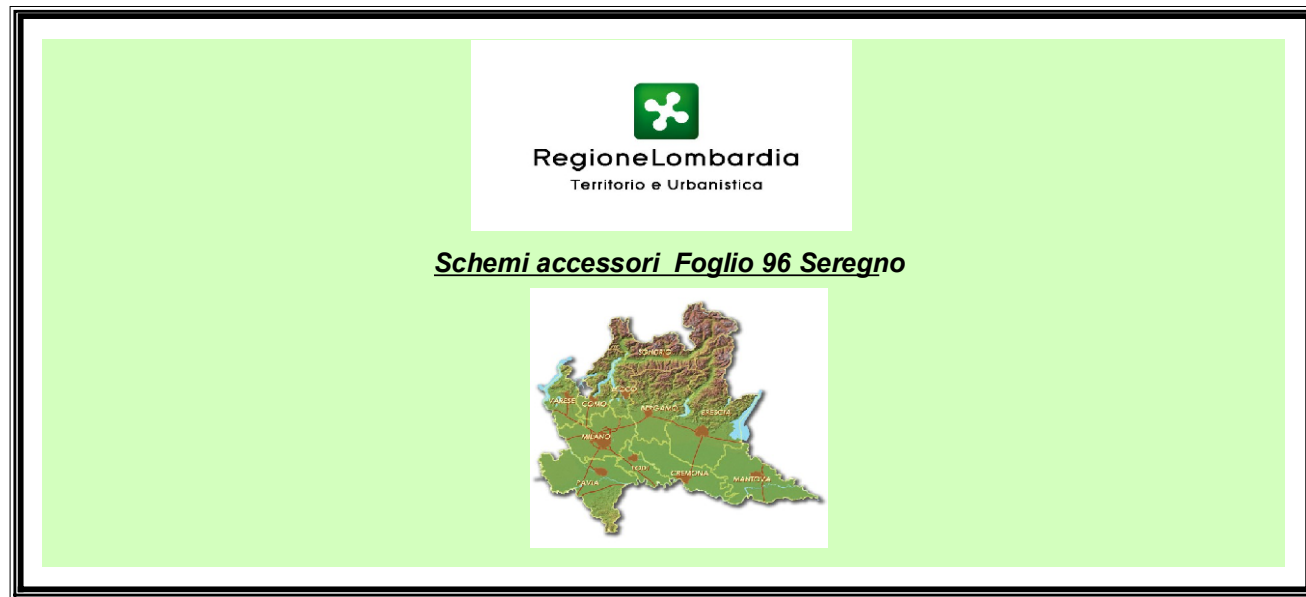 RegioneLombardia
Territorio e Urbanistica
Schemi accessori Foglio 96 Seregno
SONDRIO
LECCO
VARESE COMO
BERGAMO
BRESCIA
MILANO
LODI
CREMONA
PAVIA
MANTOVA